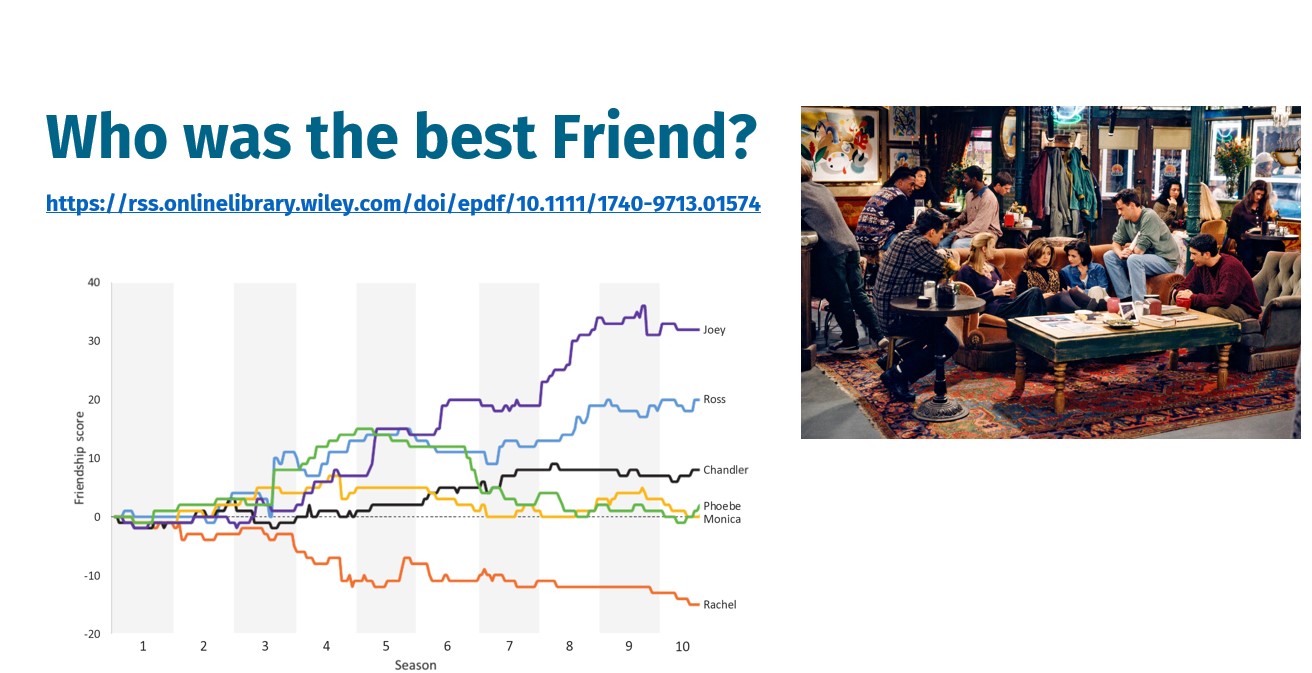 Who was the best Friend?
https://rss.onlinelibrary.wiley.com/doi/epdf/10.1111/1740-9713.01574
40
30
20
10
0
-10
-20
Friendship score
Joey
Ross
Chandler
Phoebe
Monica
Rachel
1 2 3 4 5 6 7 8 9 10
Season